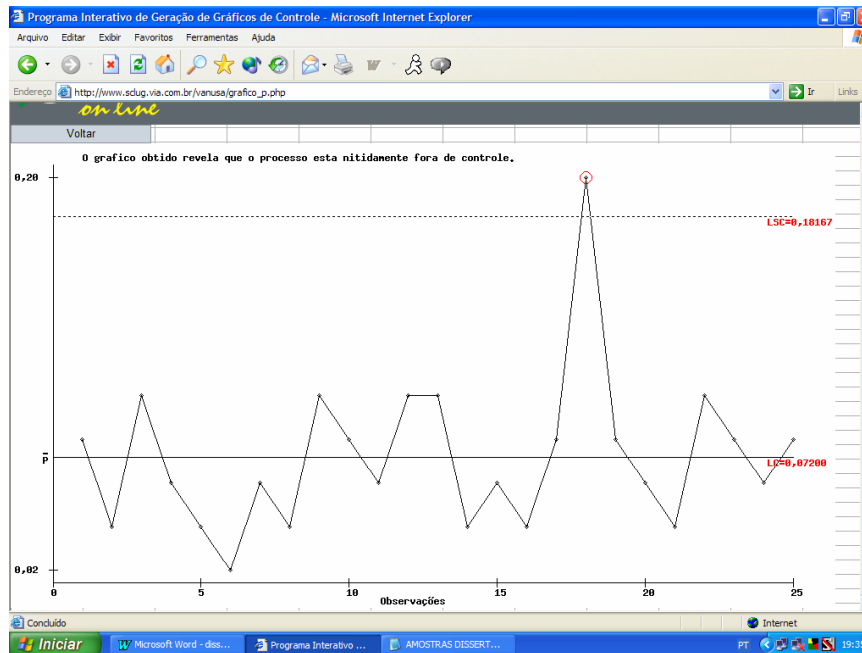 Programa Interativo de Geração de Gráficos de Controle - Microsoft Internet Explorer
Arquivo Editar Exibir Favoritos Ferramentas Ajuda
Endereço http://www.sdug.via.com.br/vanusa/grafico_p.php Ir Links
on line
Voltar
O grafico obtido revela que o processo esta nitidamente fora de controle.
0,20
LSC=0,18167
P
LC=0,07200
0,02
0 5 10 15 20 25
Observações
Concluído Internet
Iniciar Microsoft Word - diss... Programa Interativo ... AMOSTRAS DISSERT... PT 19:35